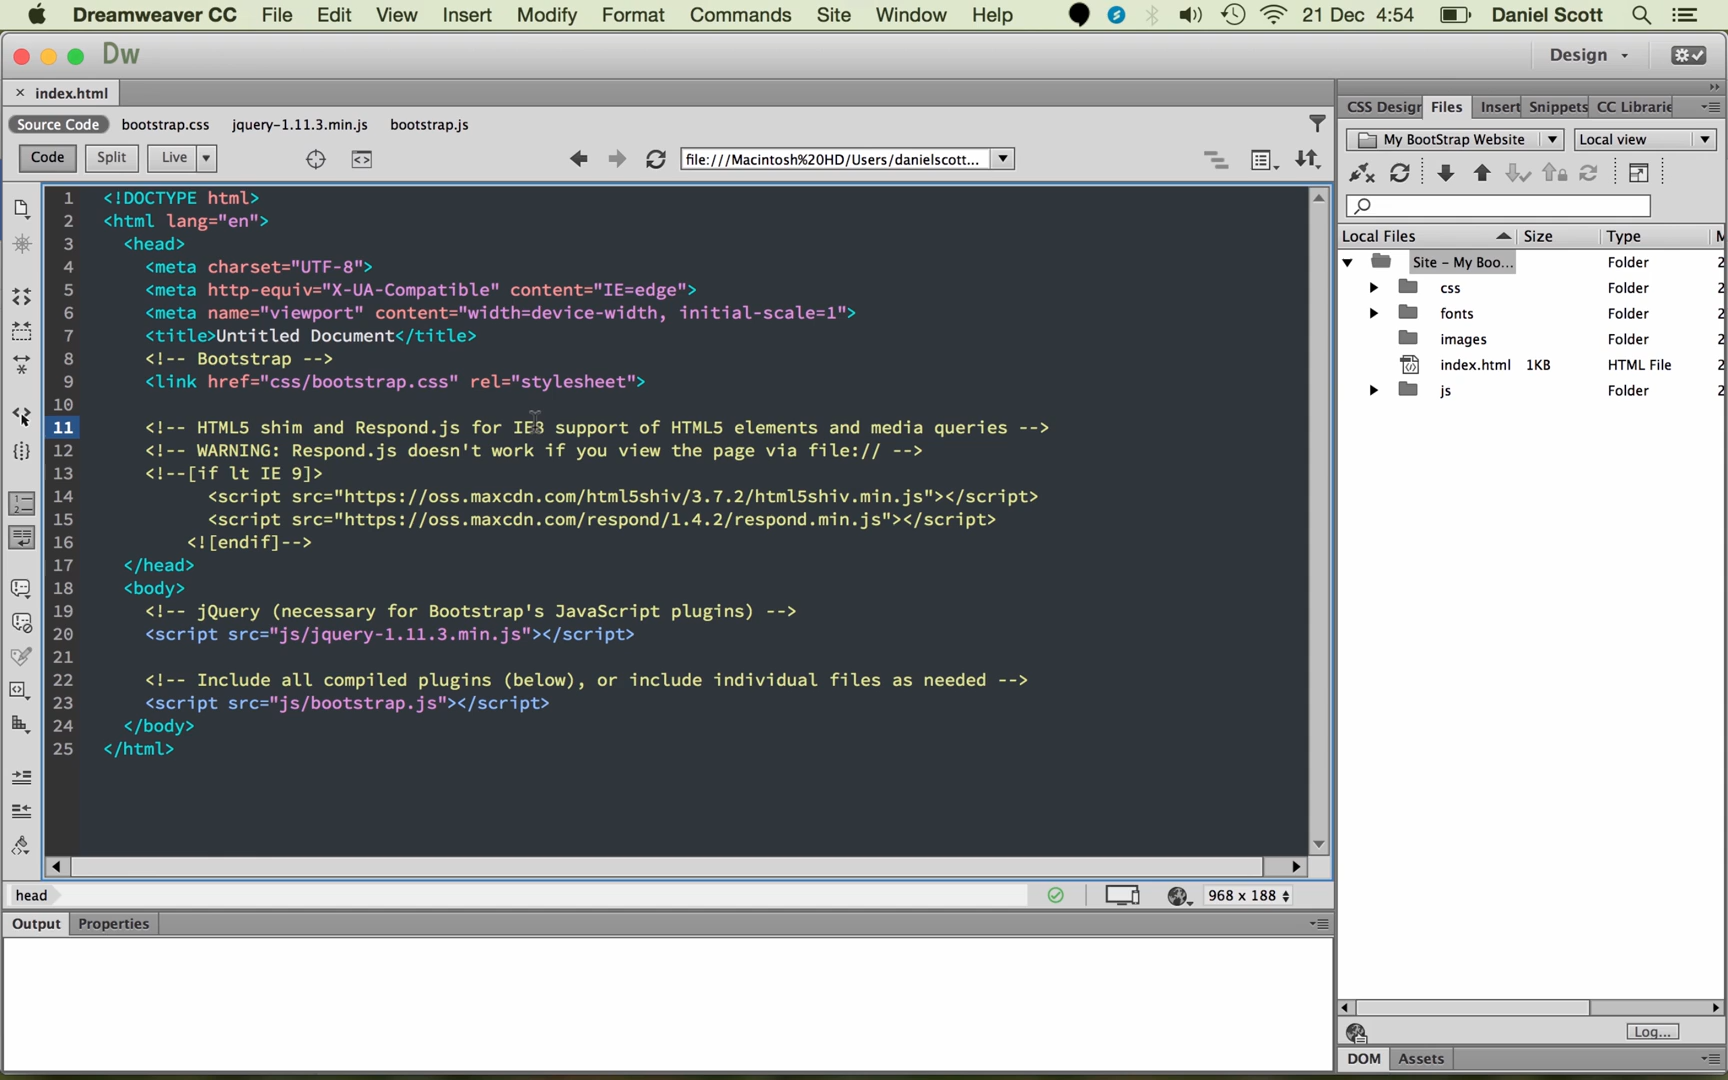 Dreamweaver CC File Edit View Insert Modify Format Commands Site Window Help 21 Dec 4:54 Daniel Scott
Dw Design
× index.html
Source Code bootstrap.css jquery-1.11.3.min.js bootstrap.js
Code Split Live file:///Macintosh%20HD/Users/danielscott...
1 <!DOCTYPE html>
2 <html lang="en">
3 <head>
4 <meta charset="UTF-8">
5 <meta http-equiv="X-UA-Compatible" content="IE=edge">
6 <meta name="viewport" content="width=device-width, initial-scale=1">
7 <title>Untitled Document</title>
8 <!-- Bootstrap -->
9 <link href="css/bootstrap.css" rel="stylesheet">
10
11 <!-- HTML5 shim and Respond.js for IE8 support of HTML5 elements and media queries -->
12 <!-- WARNING: Respond.js doesn't work if you view the page via file:// -->
13 <!--[if lt IE 9]>
14 <script src="https://oss.maxcdn.com/html5shiv/3.7.2/html5shiv.min.js"></script>
15 <script src="https://oss.maxcdn.com/respond/1.4.2/respond.min.js"></script>
16 <![endif]-->
17 </head>
18 <body>
19 <!-- jQuery (necessary for Bootstrap's JavaScript plugins) -->
20 <script src="js/jquery-1.11.3.min.js"></script>
21
22 <!-- Include all compiled plugins (below), or include individual files as needed -->
23 <script src="js/bootstrap.js"></script>
24 </body>
25 </html>
head 968 x 188
Output Properties
CSS Design Files Insert Snippets CC Librarie
My BootStrap Website Local view
Local Files Size Type M
Site - My Boo... Folder 2
css Folder 2
fonts Folder 2
images Folder 2
index.html 1KB HTML File 2
js Folder 2
Log...
DOM Assets